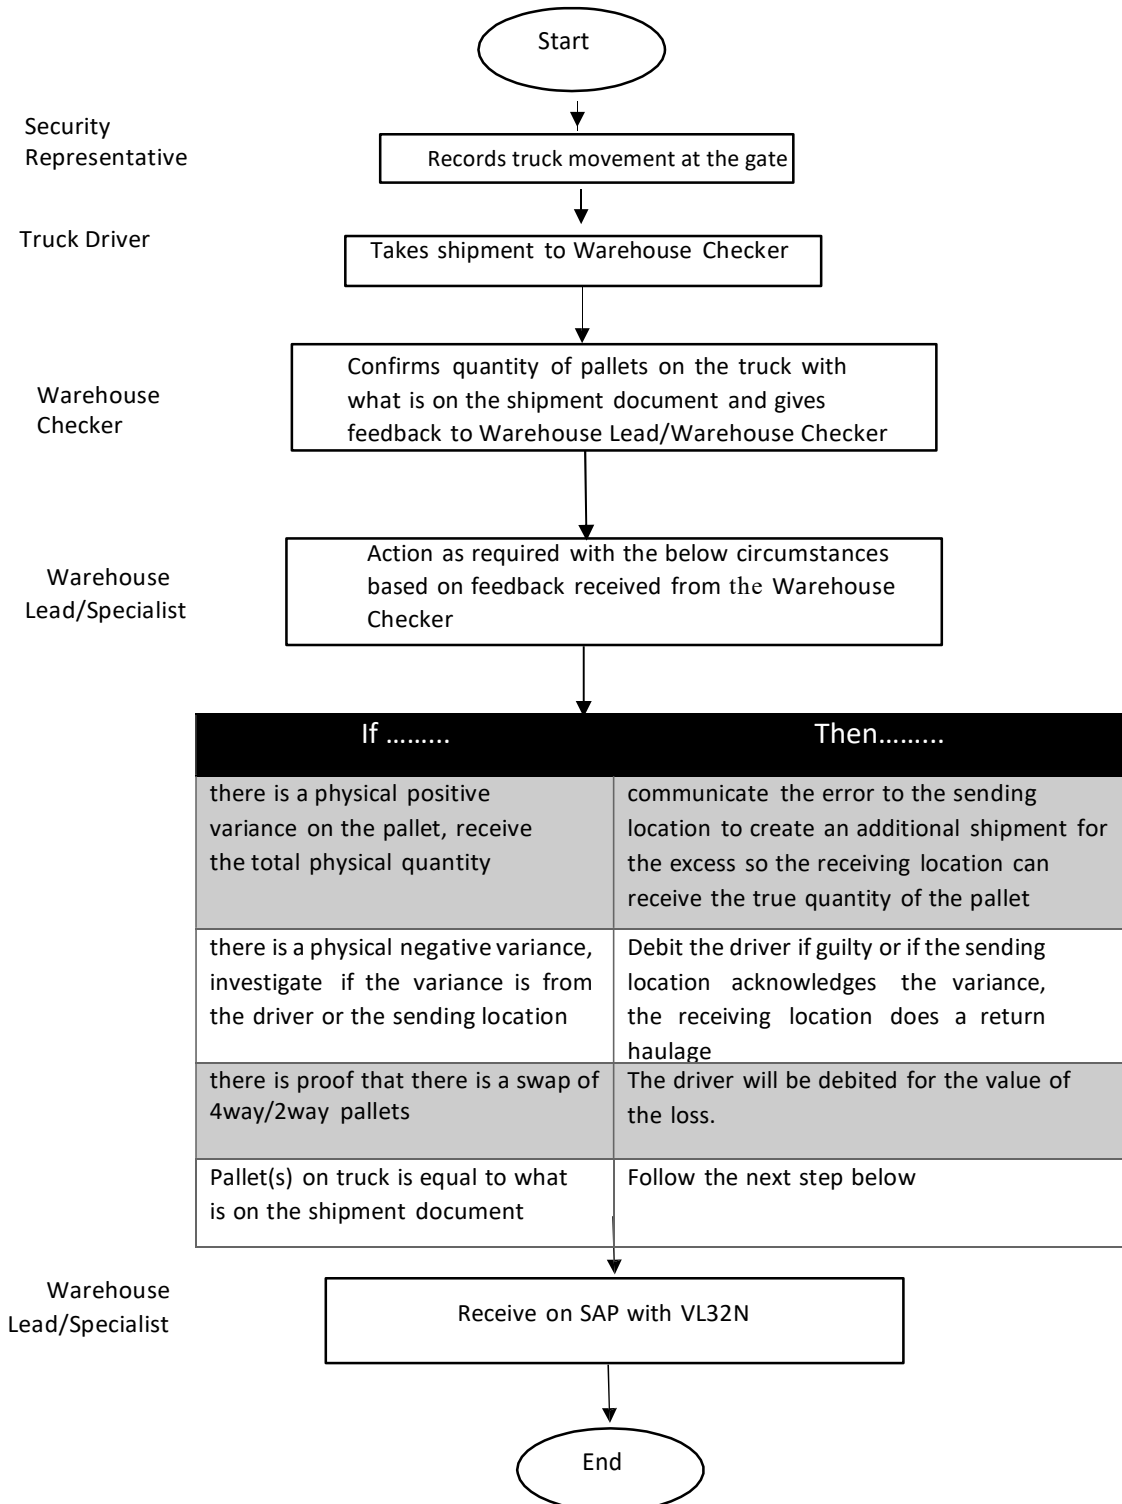 Start
Security
Representative
Records truck movement at the gate
Truck Driver
Takes shipment to Warehouse Checker
Warehouse
Checker
Confirms quantity of pallets on the truck with
what is on the shipment document and gives
feedback to Warehouse Lead/Warehouse Checker
Warehouse
Lead/Specialist
Action as required with the below circumstances
based on feedback received from the Warehouse
Checker
If ………
Then………
there is a physical positive
variance on the pallet, receive
the total physical quantity
communicate the error to the sending
location to create an additional shipment for
the excess so the receiving location can
receive the true quantity of the pallet
there is a physical negative variance,
investigate if the variance is from
the driver or the sending location
Debit the driver if guilty or if the sending
location acknowledges the variance,
the receiving location does a return
haulage
there is proof that there is a swap of
4way/2way pallets
The driver will be debited for the value of
the loss.
Pallet(s) on truck is equal to what
is on the shipment document
Follow the next step below
Warehouse
Lead/Specialist
Receive on SAP with VL32N
End